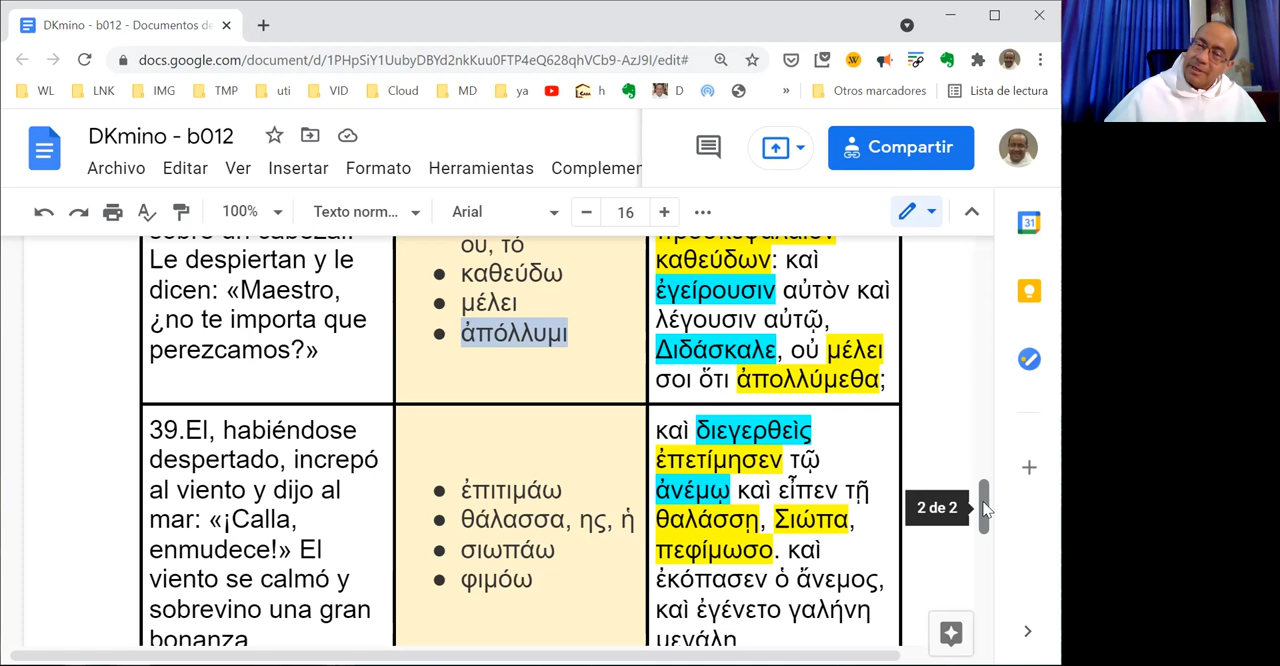 DKmino - b012 - Documentos de
docs.google.com/document/d/1PHpSiY1UubyDBYd2nkKuu0FTP4eQ628qhVCb9-AzJ9I/edit#
WL LNK IMG TMP uti VID Cloud MD ya h D » Otros marcadores Lista de lectura
DKmino - b012
Compartir
Archivo Editar Ver Insertar Formato Herramientas Complemen
100% Texto norm... Arial 16
31
Le despiertan y le
dicen: «Maestro,
¿no te importa que
perezcamos?»
ου, τό
καθεύδω
μέλει
ἀπόλλυμι
προσκεφάλαιον
καθεύδων: καὶ
ἐγείρουσιν αὐτὸν καὶ
λέγουσιν αὐτῷ,
Διδάσκαλε, οὐ μέλει
σοι ὅτι ἀπολλύμεθα;
39.El, habiéndose
despertado, increpó
al viento y dijo al
mar: «¡Calla,
enmudece!» El
viento se calmó y
sobrevino una gran
bonanza
ἐπιτιμάω
θάλασσα, ης, ἡ
σιωπάω
φιμόω
καὶ διεγερθεὶς
ἐπετίμησεν τῷ
ἀνέμῳ καὶ εἶπεν τῇ
θαλάσσῃ, Σιώπα,
πεφίμωσο. καὶ
ἐκόπασεν ὁ ἄνεμος,
καὶ ἐγένετο γαλήνη
μεγάλη
2 de 2